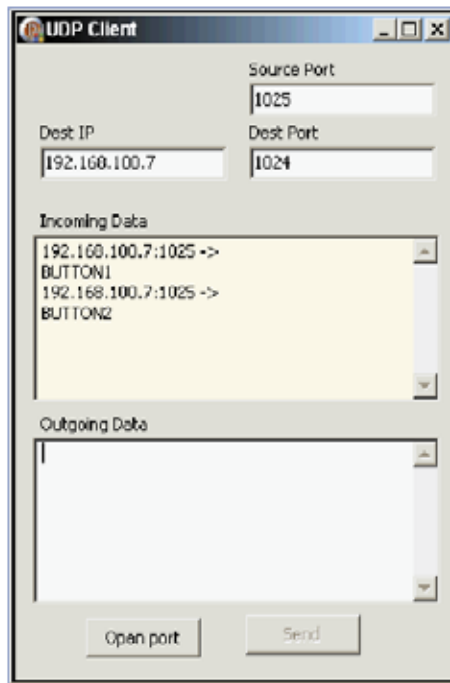 UDP Client
Source Port
1025
Dest IP
Dest Port
192.168.100.7
1024
Incoming Data
192.168.100.7:1025 ->
BUTTON1
192.168.100.7:1025 ->
BUTTON2
Outgoing Data
Open port
Send